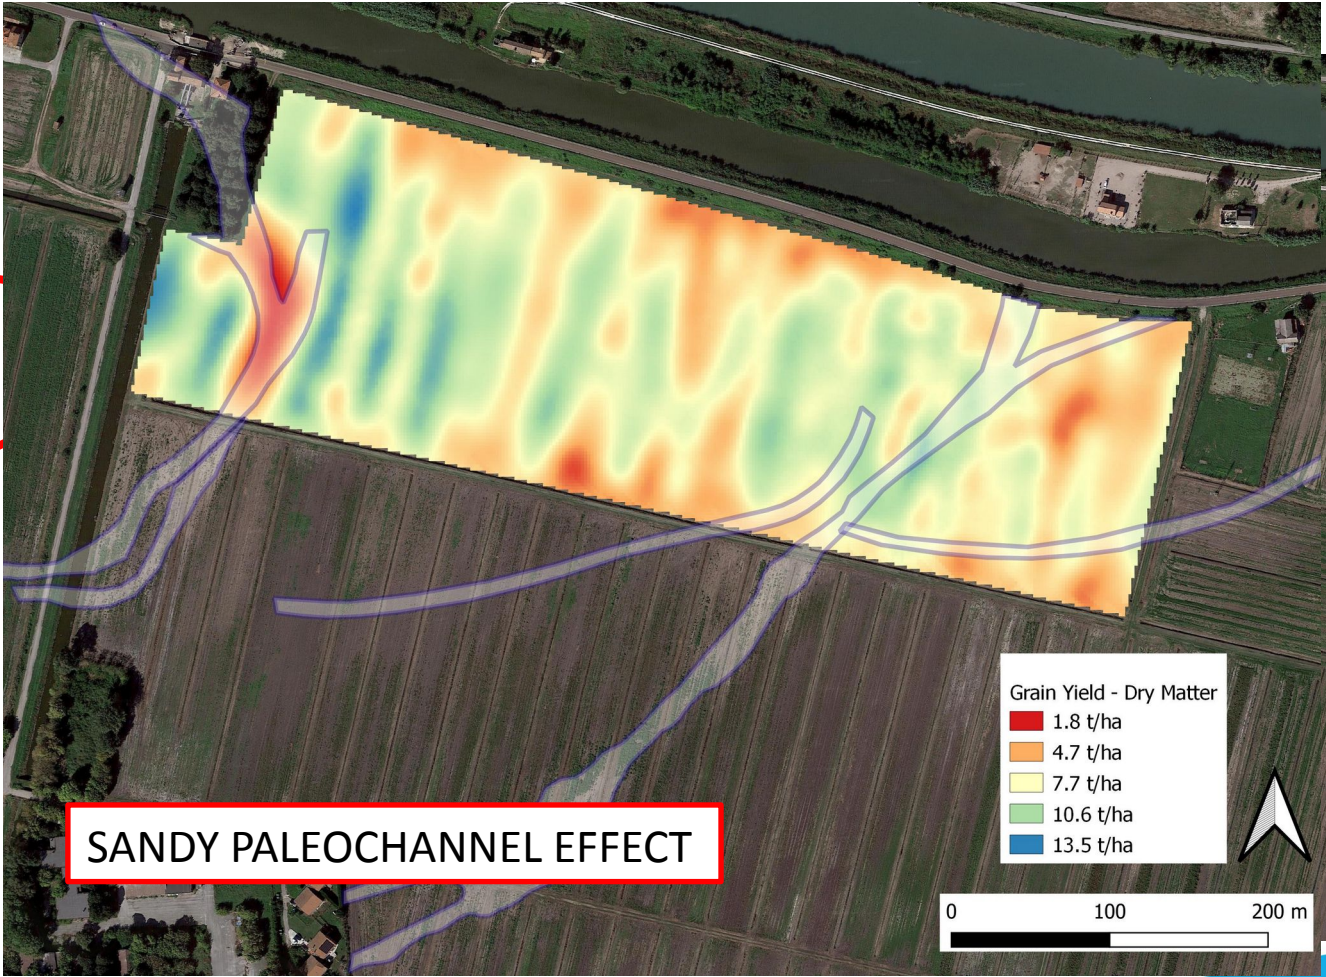 Grain Yield - Dry Matter
1.8 t/ha
4.7 t/ha
7.7 t/ha
10.6 t/ha
13.5 t/ha
SANDY PALEOCHANNEL EFFECT
0 100 200 m